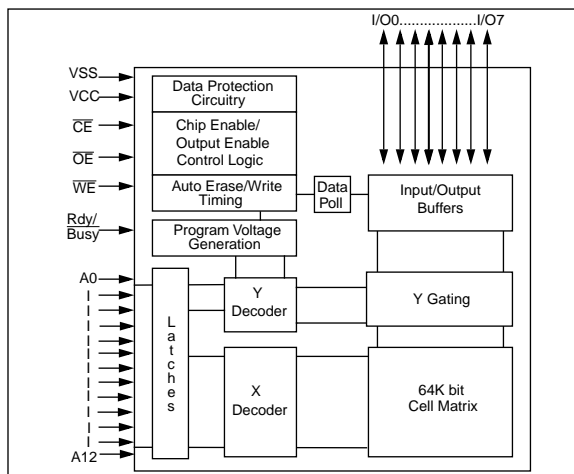 I/O0...................I/O7
VSS
VCC
CE
OE
WE
Rdy/
Busy
A0
A12
Data Protection
Circuitry
Chip Enable/
Output Enable
Control Logic
Auto Erase/Write
Timing
Data
Poll
Input/Output
Buffers
Program Voltage
Generation
Latches
Y
Decoder
Y Gating
X
Decoder
64K bit
Cell Matrix